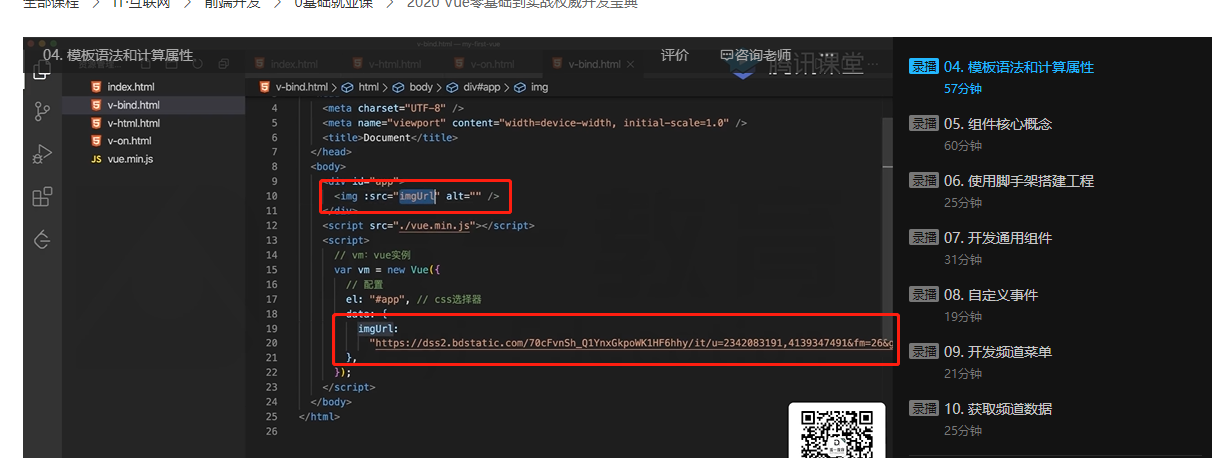 全部课程 > IT·互联网 > 前端开发 > 0基础就业课 > 2020 Vue零基础到实战权威开发宝典
v-bind.html — my-first-vue
04. 模板语法和计算属性
评价
咨询老师
腾讯课堂
index.html
v-html.html
v-on.html
v-bind.html
index.html
v-bind.html
v-html.html
v-on.html
JS vue.min.js
v-bind.html > html > body > div#app > img
4 <meta charset="UTF-8" />
5 <meta name="viewport" content="width=device-width, initial-scale=1.0" />
6 <title>Document</title>
7 </head>
8 <body>
9 <div id="app">
10 <img :src="imgUrl" alt="" />
11 </div>
12 <script src="./vue.min.js"></script>
13 <script>
14 // vm: vue实例
15 var vm = new Vue({
16 // 配置
17 el: "#app", // css选择器
18 data: {
19 imgUrl:
20 "https://dss2.bdstatic.com/70cFvnSh_Q1YnxGkpoWK1HF6hhy/it/u=2342083191,4139347491&fm=26&g
21 },
22 });
23 </script>
24 </body>
25 </html>
26
录播 04. 模板语法和计算属性
57分钟
录播 05. 组件核心概念
60分钟
录播 06. 使用脚手架搭建工程
25分钟
录播 07. 开发通用组件
31分钟
录播 08. 自定义事件
19分钟
录播 09. 开发频道菜单
21分钟
录播 10. 获取频道数据
25分钟